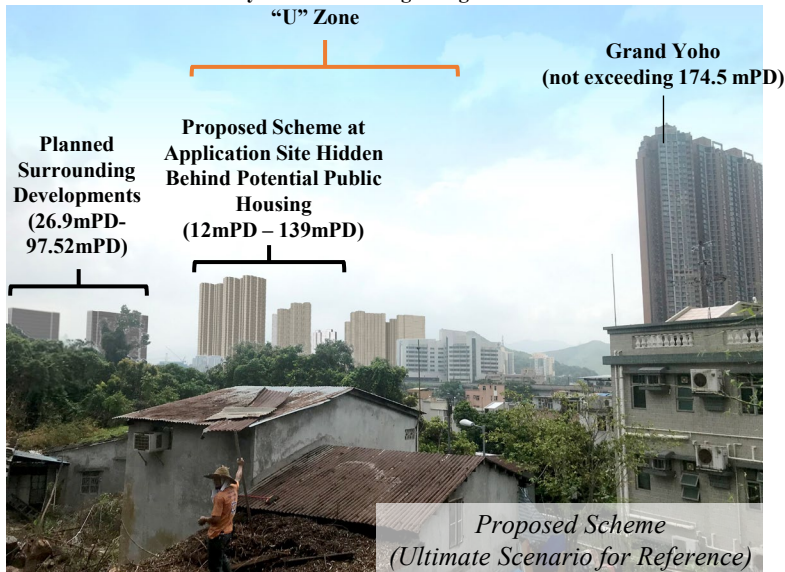 “U” Zone
Grand Yoho
(not exceeding 174.5 mPD)
Planned
Surrounding
Developments
(26.9mPD-
97.52mPD)
Proposed Scheme at
Application Site Hidden
Behind Potential Public
Housing
(12mPD – 139mPD)
Proposed Scheme
(Ultimate Scenario for Reference)